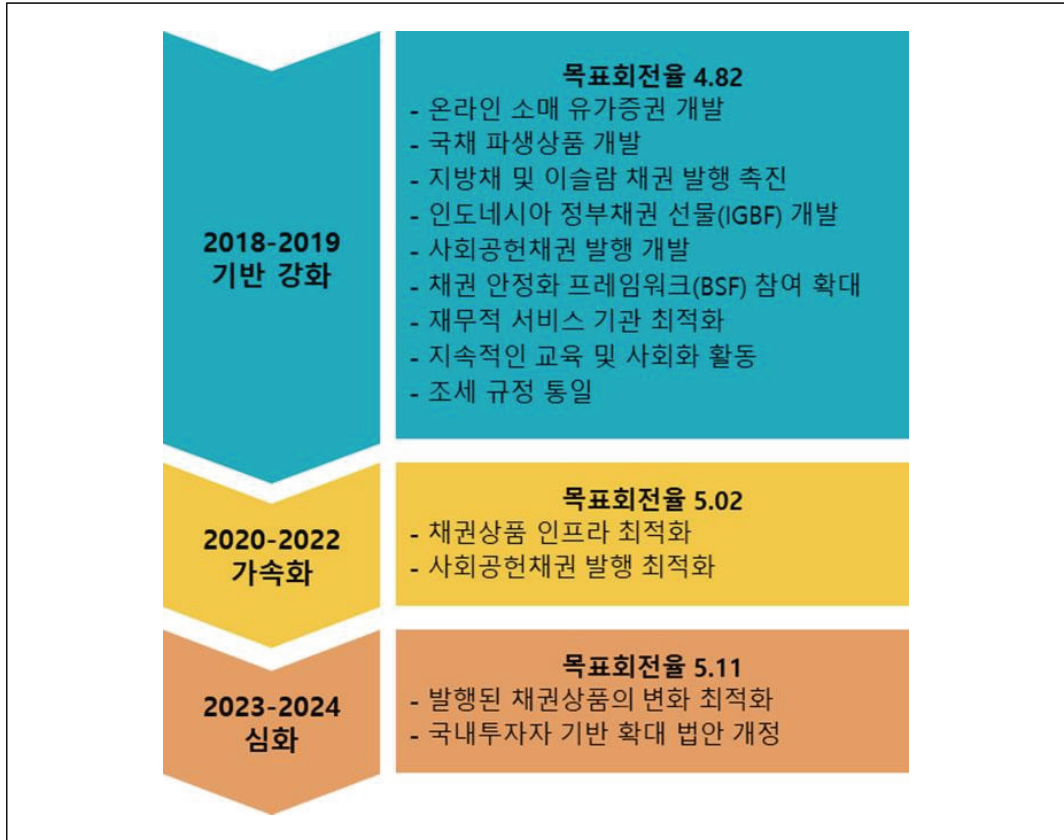 2018-2019
기반 강화
목표회전율 4.82
- 온라인 소매 유가증권 개발
- 국채 파생상품 개발
- 지방채 및 이슬람 채권 발행 촉진
- 인도네시아 정부채권 선물(IGBF) 개발
- 사회공헌채권 발행 개발
- 채권 안정화 프레임워크(BSF) 참여 확대
- 재무적 서비스 기관 최적화
- 지속적인 교육 및 사회화 활동
- 조세 규정 통일
2020-2022
가속화
목표회전율 5.02
- 채권상품 인프라 최적화
- 사회공헌채권 발행 최적화
2023-2024
심화
목표회전율 5.11
- 발행된 채권상품의 변화 최적화
- 국내투자자 기반 확대 법안 개정